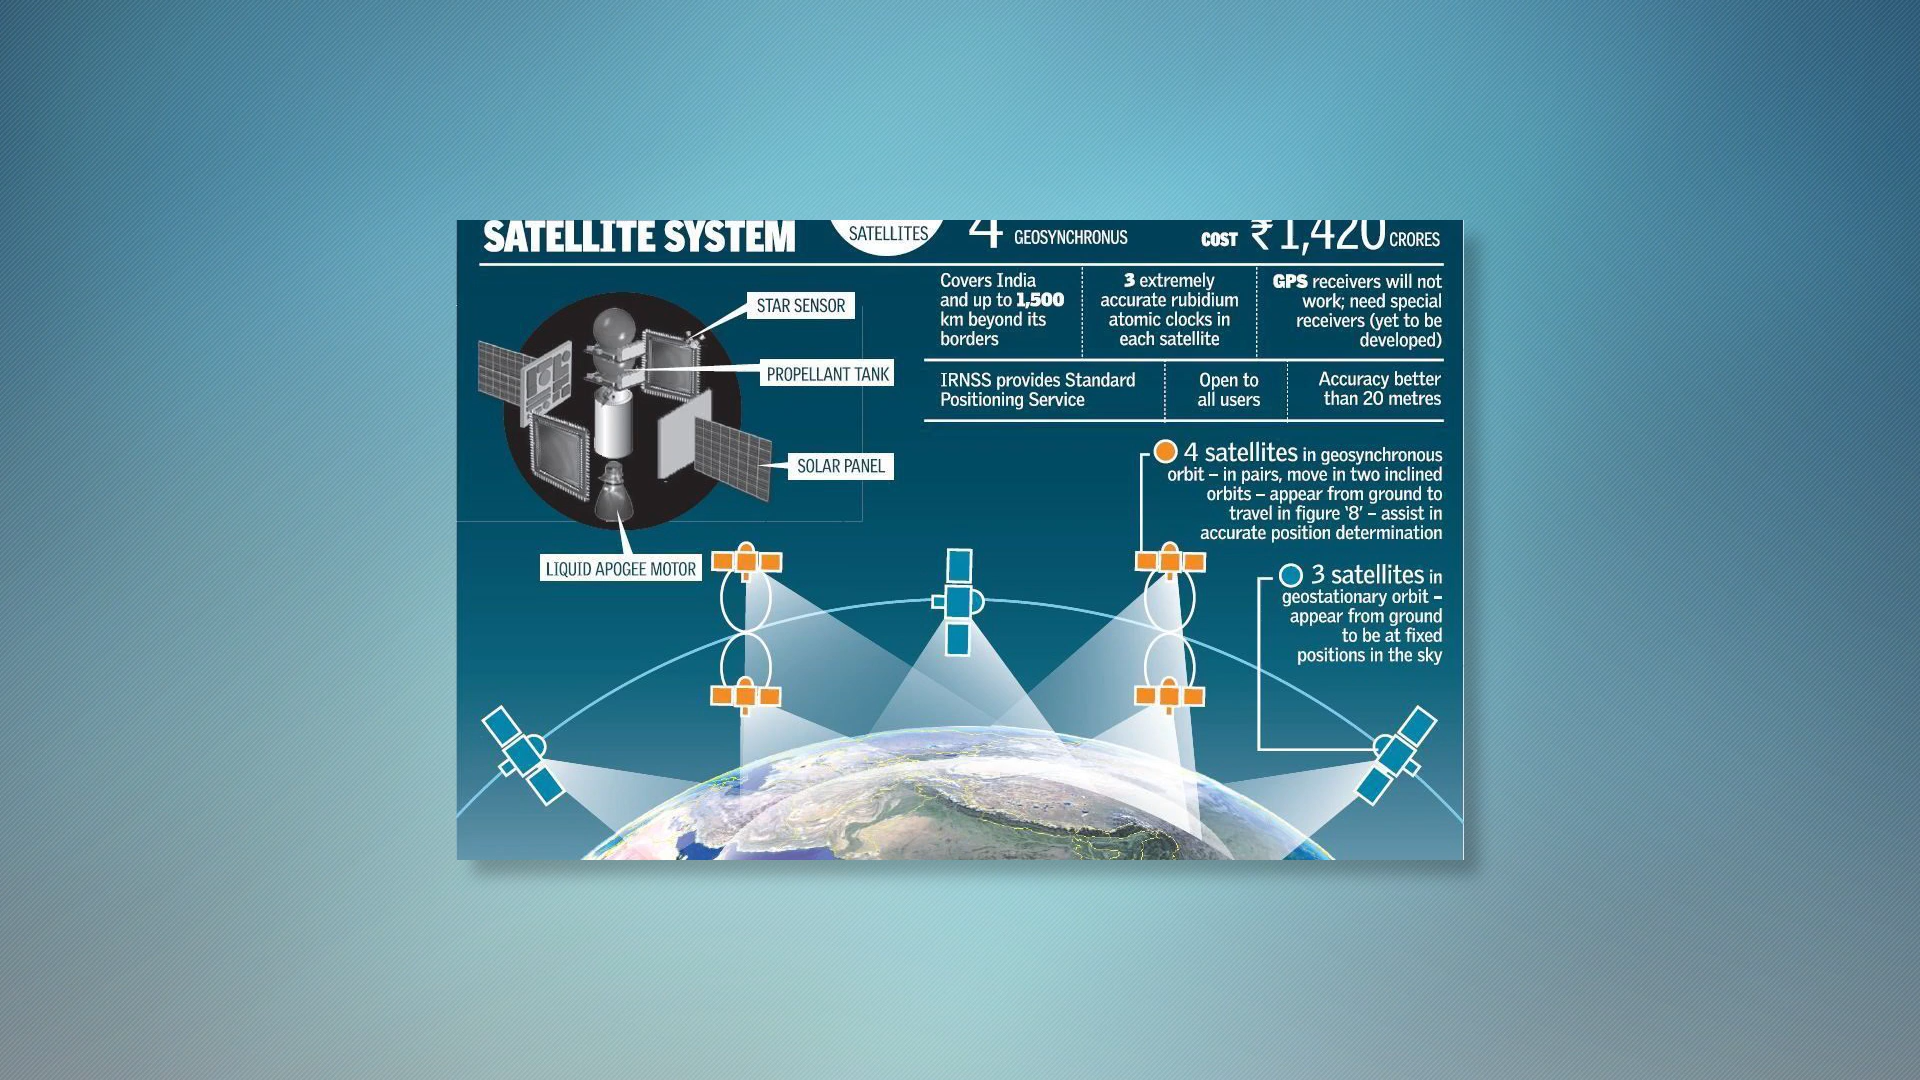 SATELLITE SYSTEM
SATELLITES
4 GEOSYNCHRONUS
COST ₹1,420 CRORES
Covers India
and up to 1,500
km beyond its
borders
3 extremely
accurate rubidium
atomic clocks in
each satellite
GPS receivers will not
work; need special
receivers (yet to be
developed)
IRNSS provides Standard
Positioning Service
Open to
all users
Accuracy better
than 20 metres
STAR SENSOR
PROPELLANT TANK
SOLAR PANEL
LIQUID APOGEE MOTOR
4 satellites in geosynchronous
orbit – in pairs, move in two inclined
orbits – appear from ground to
travel in figure ‘8’ – assist in
accurate position determination
3 satellites in
geostationary orbit –
appear from ground
to be at fixed
positions in the sky